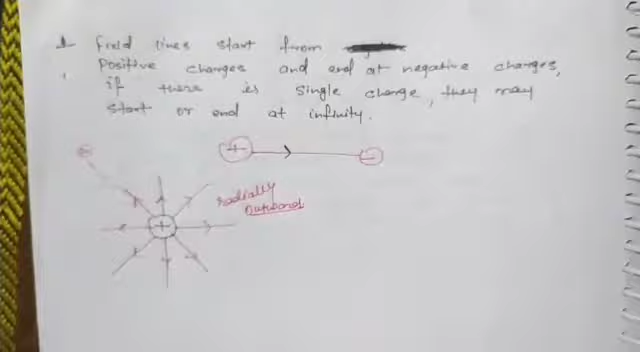 1. Field lines start from
Positive charges and end at negative charges,
if there is single charge, they may
start or end at infinity.
+ -
-
+
radially
outward